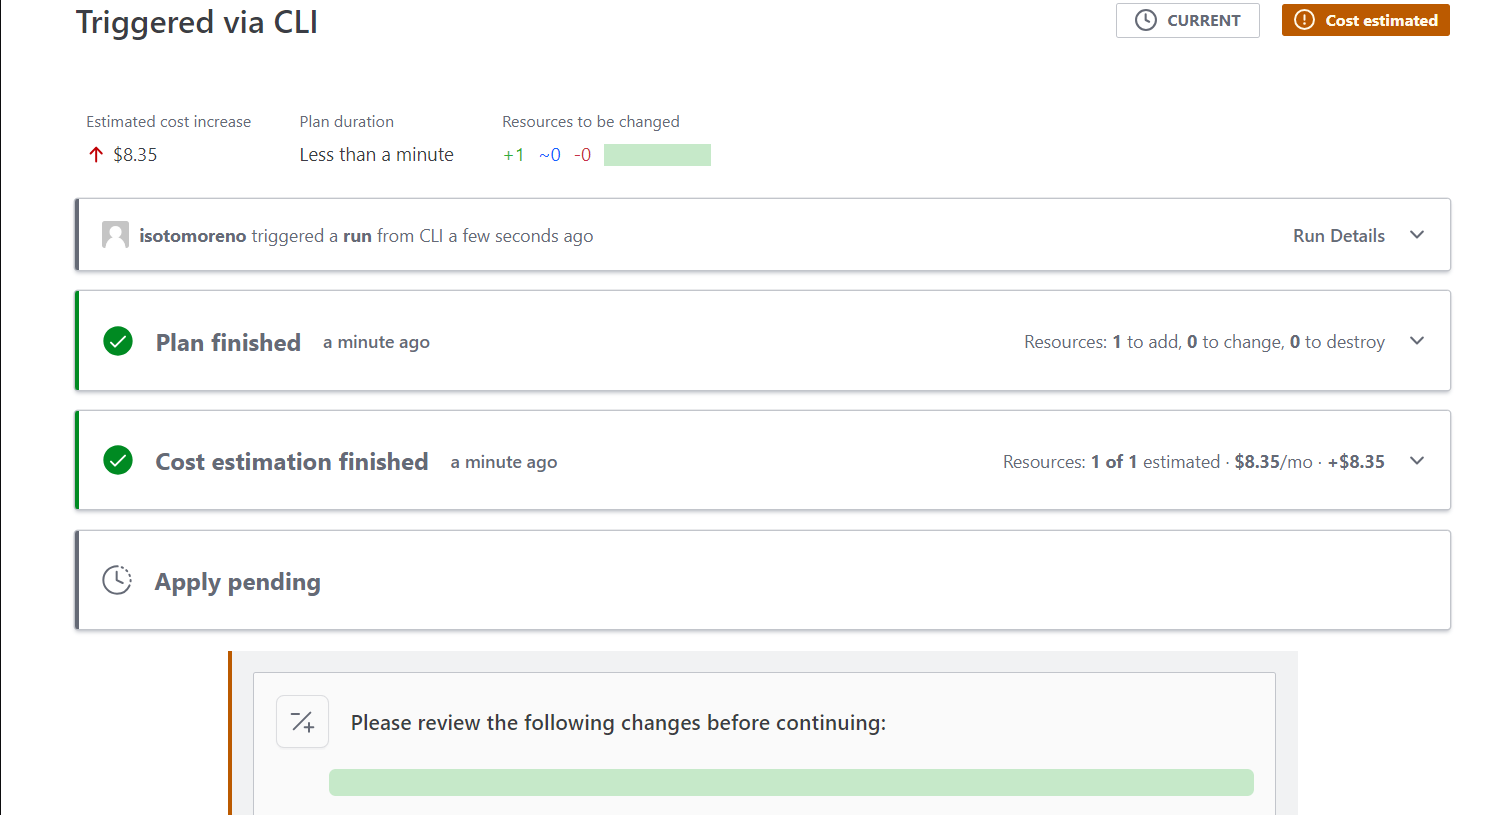 Triggered via CLI
CURRENT
Cost estimated
Estimated cost increase
Plan duration
Resources to be changed
$8.35
Less than a minute
+1 ~0 -0
isotomoreno triggered a run from CLI a few seconds ago
Run Details
Plan finished a minute ago
Resources: 1 to add, 0 to change, 0 to destroy
Cost estimation finished a minute ago
Resources: 1 of 1 estimated · $8.35/mo · +$8.35
Apply pending
Please review the following changes before continuing: